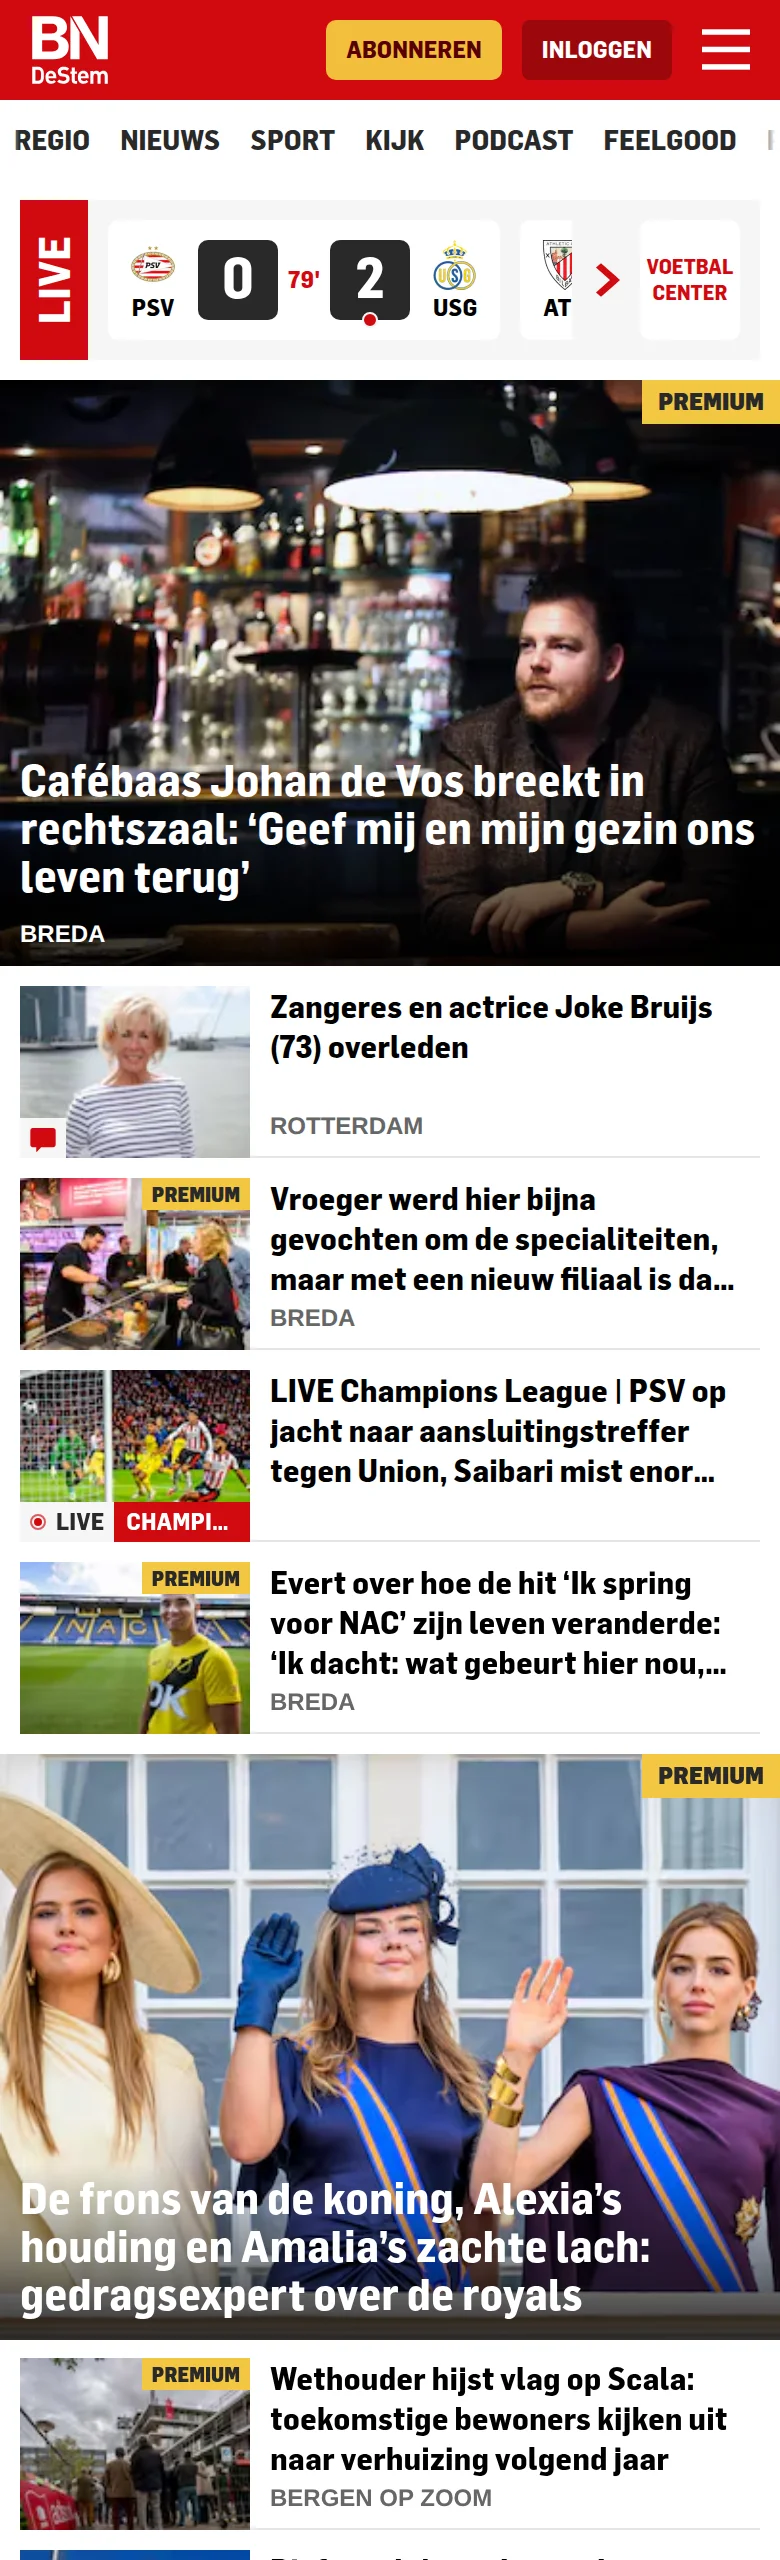 BN
DeStem
ABONNEREN
INLOGGEN
REGIO NIEUWS SPORT KIJK PODCAST FEELGOOD
LIVE
PSV
PSV
0
79'
2
USG
USG
AT
VOETBAL
CENTER
PREMIUM
Cafébaas Johan de Vos breekt in
rechtszaal: ‘Geef mij en mijn gezin ons
leven terug’
BREDA
Zangeres en actrice Joke Bruijs
(73) overleden
ROTTERDAM
PREMIUM
Vroeger werd hier bijna
gevochten om de specialiteiten,
maar met een nieuw filiaal is da...
BREDA
LIVE Champions League | PSV op
jacht naar aansluitingstreffer
tegen Union, Saibari mist enor...
LIVE
CHAMPI...
PREMIUM
NAC
OK
Evert over hoe de hit ‘Ik spring
voor NAC’ zijn leven veranderde:
‘Ik dacht: wat gebeurt hier nou,...
BREDA
PREMIUM
De frons van de koning, Alexia’s
houding en Amalia’s zachte lach:
gedragsexpert over de royals
PREMIUM
Wethouder hijst vlag op Scala:
toekomstige bewoners kijken uit
naar verhuizing volgend jaar
BERGEN OP ZOOM